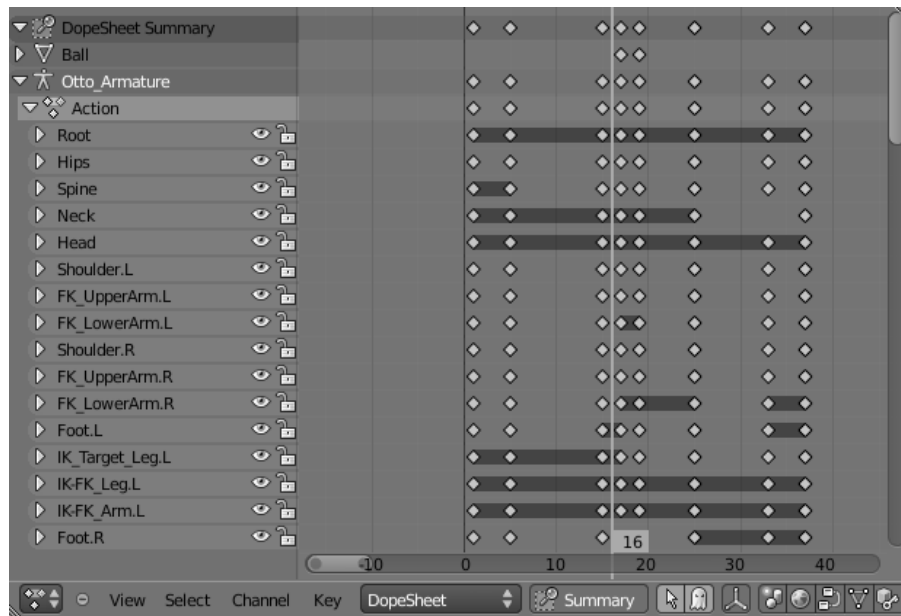 DopeSheet Summary
Ball
Otto_Armature
Action
Root
Hips
Spine
Neck
Head
Shoulder.L
FK_UpperArm.L
FK_LowerArm.L
Shoulder.R
FK_UpperArm.R
FK_LowerArm.R
Foot.L
IK_Target_Leg.L
IK-FK_Leg.L
IK-FK_Arm.L
Foot.R
16
-10 0 10 20 30 40
View Select Channel Key DopeSheet Summary